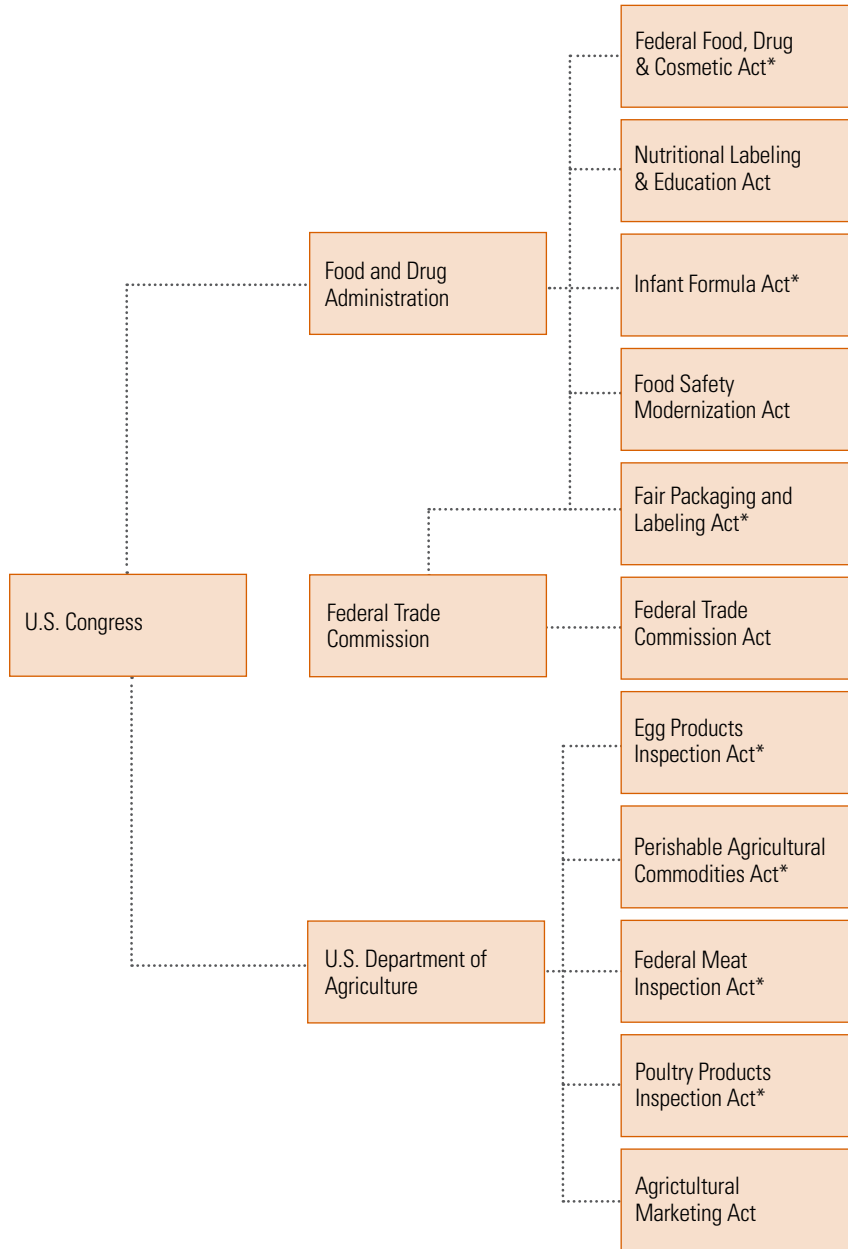 Federal Food, Drug
& Cosmetic Act*
Nutritional Labeling
& Education Act
Food and Drug
Administration
Infant Formula Act*
Food Safety
Modernization Act
Fair Packaging and
Labeling Act*
U.S. Congress
Federal Trade
Commission
Federal Trade
Commission Act
Egg Products
Inspection Act*
Perishable Agricultural
Commodities Act*
U.S. Department of
Agriculture
Federal Meat
Inspection Act*
Poultry Products
Inspection Act*
Agrictultural
Marketing Act